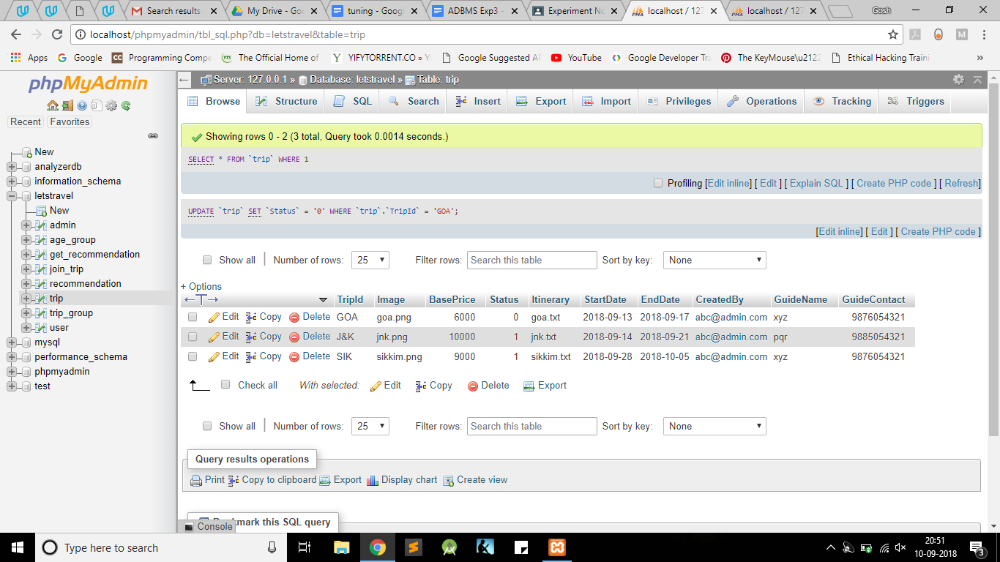 Search results
My Drive - Goo
tuning - Googl
ADBMS Exp3 -
Experiment No
localhost / 127
localhost / 127
Gosh
localhost/phpmyadmin/tbl_sql.php?db=letstravel&table=trip
Apps Google Programming Compe The Official Home of YIFYTORRENT.CO » Y Google Suggested AP YouTube Google Developer Tra The KeyMouse\u2122 Ethical Hacking Traini »
phpMyAdmin
Recent Favorites
New
analyzerdb
information_schema
letstravel
New
admin
age_group
get_recommendation
join_trip
recommendation
trip
trip_group
user
mysql
performance_schema
phpmyadmin
test
Server: 127.0.0.1 » Database: letstravel » Table: trip
Browse Structure SQL Search Insert Export Import Privileges Operations Tracking Triggers
Showing rows 0 - 2 (3 total, Query took 0.0014 seconds.)
SELECT * FROM `trip` WHERE 1
Profiling [Edit inline] [ Edit ] [ Explain SQL ] [ Create PHP code ] [ Refresh]
UPDATE `trip` SET `Status` = '0' WHERE `trip`.`TripId` = 'GOA';
[Edit inline] [ Edit ] [ Create PHP code ]
Show all | Number of rows: 25 Filter rows: Search this table Sort by key: None
+ Options
←T→ TripId Image BasePrice Status Itinerary StartDate EndDate CreatedBy GuideName GuideContact
Edit Copy Delete GOA goa.png 6000 0 goa.txt 2018-09-13 2018-09-17 abc@admin.com xyz 9876054321
Edit Copy Delete J&K jnk.png 10000 1 jnk.txt 2018-09-14 2018-09-21 abc@admin.com pqr 9885054321
Edit Copy Delete SIK sikkim.png 9000 1 sikkim.txt 2018-09-28 2018-10-05 abc@admin.com xyz 9876054321
Check all With selected: Edit Copy Delete Export
Show all | Number of rows: 25 Filter rows: Search this table Sort by key: None
Query results operations
Print Copy to clipboard Export Display chart Create view
kmark this SQL query
Console
Type here to search
20:51
10-09-2018
3